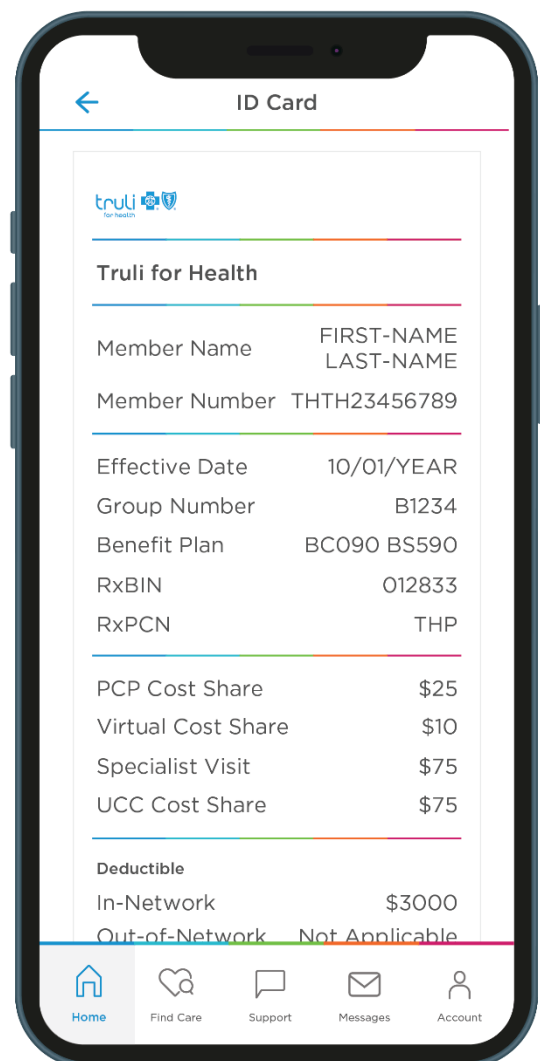 ID Card
truli
for health
Truli for Health
Member Name FIRST-NAME
LAST-NAME
Member Number THTH23456789
Effective Date 10/01/YEAR
Group Number B1234
Benefit Plan BC090 BS590
RxBIN 012833
RxPCN THP
PCP Cost Share $25
Virtual Cost Share $10
Specialist Visit $75
UCC Cost Share $75
Deductible
In-Network $3000
Out-of-Network Not Applicable
Home Find Care Support Messages Account